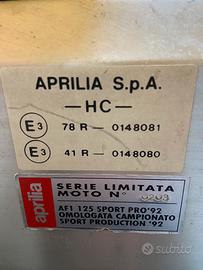 APRILIA S.p.A.
—HC—
E3 78 R — 0148081
E3 41 R — 0148080
aprilia
SERIE LIMITATA
MOTO N°
AF1 125 SPORT PRO'92
OMOLOGATA CAMPIONATO
SPORT PRODUCTION '92
subito